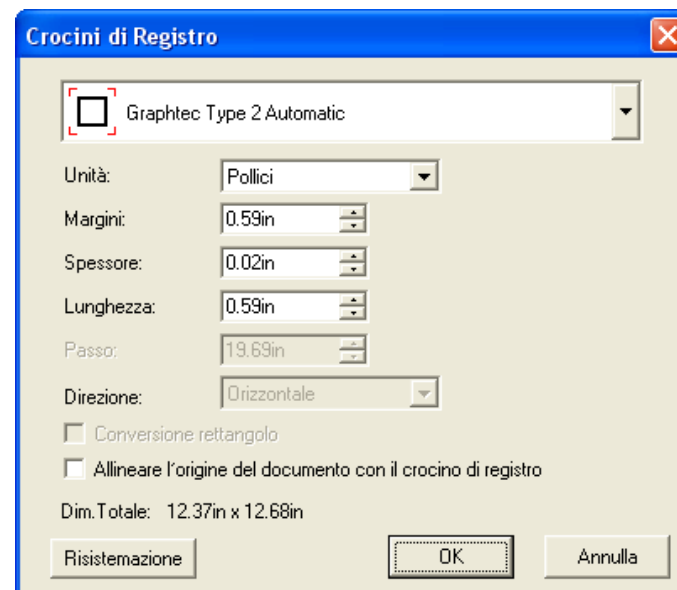 Crocini di Registro
Graphtec Type 2 Automatic
Unità: Pollici
Margini: 0.59in
Spessore: 0.02in
Lunghezza: 0.59in
Passo: 19.69in
Direzione: Orizzontale
Conversione rettangolo
Allineare l'origine del documento con il crocino di registro
Dim.Totale: 12.37in x 12.68in
Risistemazione OK Annulla